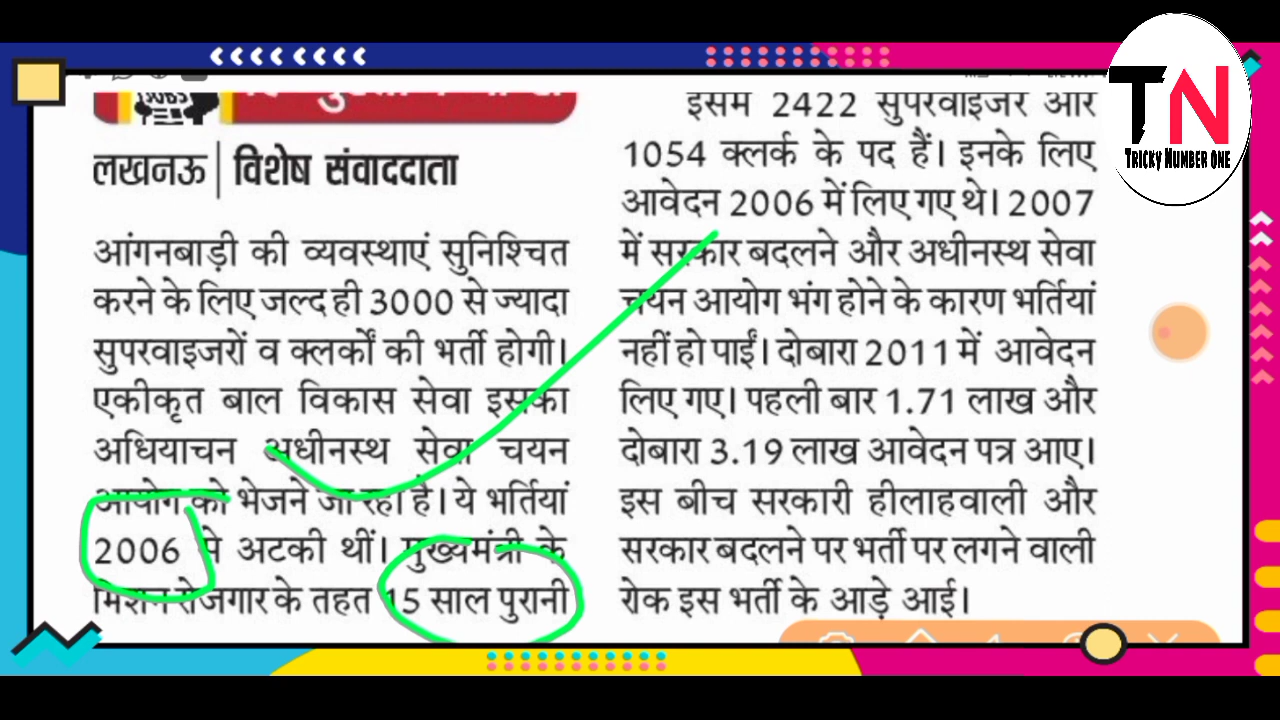 JOBS
लखनऊ | विशेष संवाददाता
आंगनबाड़ी की व्यवस्थाएं सुनिश्चित
करने के लिए जल्द ही 3000 से ज्यादा
सुपरवाइजरों व क्लर्कों की भर्ती होगी।
एकीकृत बाल विकास सेवा इसका
अधियाचन अधीनस्थ सेवा चयन
आयोग को भेजने जा रहा है। ये भर्तियां
2006 से अटकी थीं। मुख्यमंत्री के
मिशन रोजगार के तहत 15 साल पुरानी
इसमें 2422 सुपरवाइजर और
1054 क्लर्क के पद हैं। इनके लिए
आवेदन 2006 में लिए गए थे। 2007
में सरकार बदलने और अधीनस्थ सेवा
चयन आयोग भंग होने के कारण भर्तियां
नहीं हो पाईं। दोबारा 2011 में आवेदन
लिए गए। पहली बार 1.71 लाख और
दोबारा 3.19 लाख आवेदन पत्र आए।
इस बीच सरकारी हीलाहवाली और
सरकार बदलने पर भर्ती पर लगने वाली
रोक इस भर्ती के आड़े आई।
TN
TRICKY NUMBER ONE